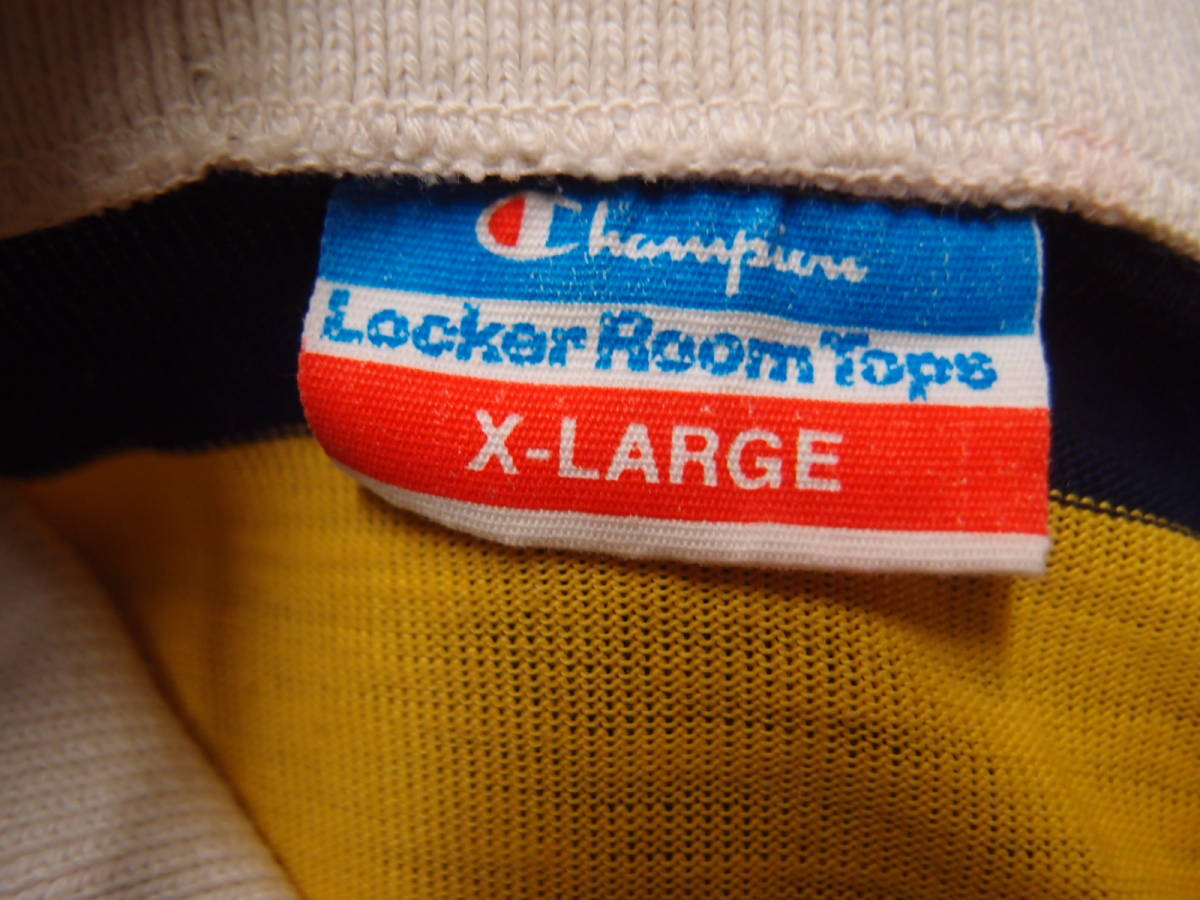 Champion
Locker Room Tops
X-LARGE